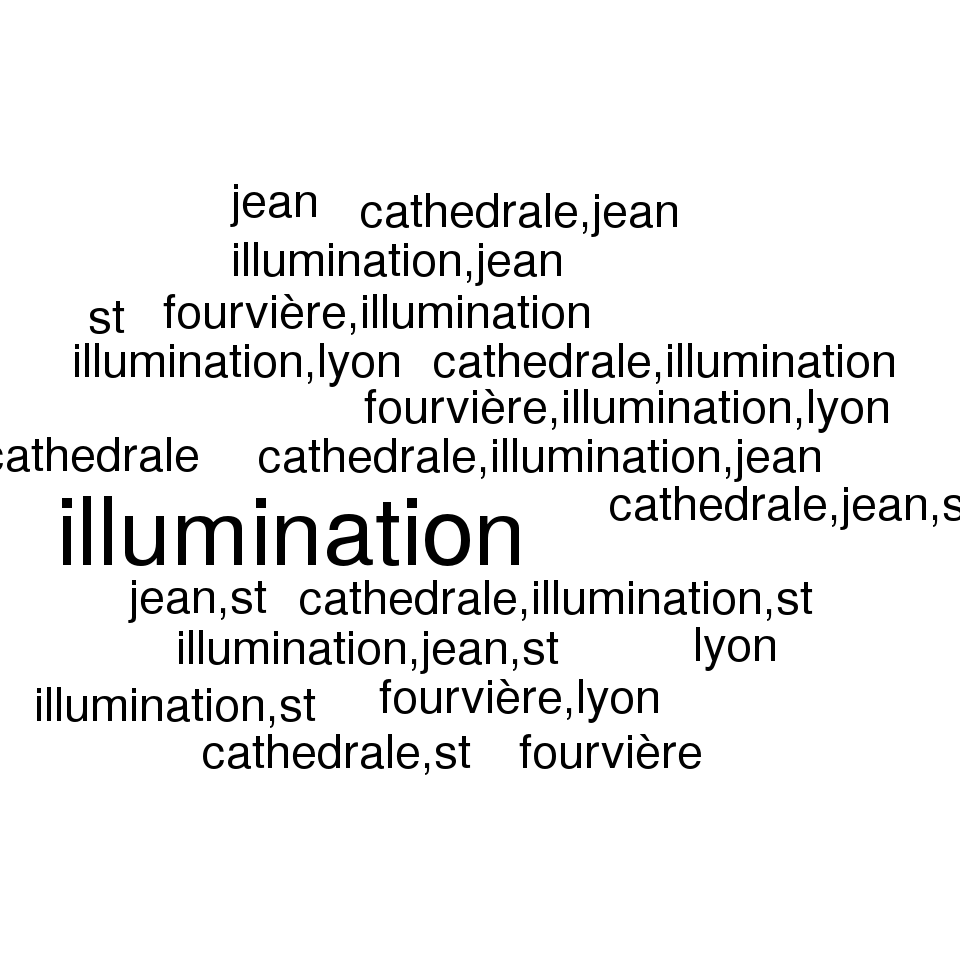 jean cathedrale,jean
illumination,jean
st fourvière,illumination
illumination,lyon cathedrale,illumination
fourvière,illumination,lyon
cathedrale cathedrale,illumination,jean
cathedrale,jean,s
illumination
jean,st cathedrale,illumination,st
illumination,jean,st lyon
illumination,st fourvière,lyon
cathedrale,st fourvière